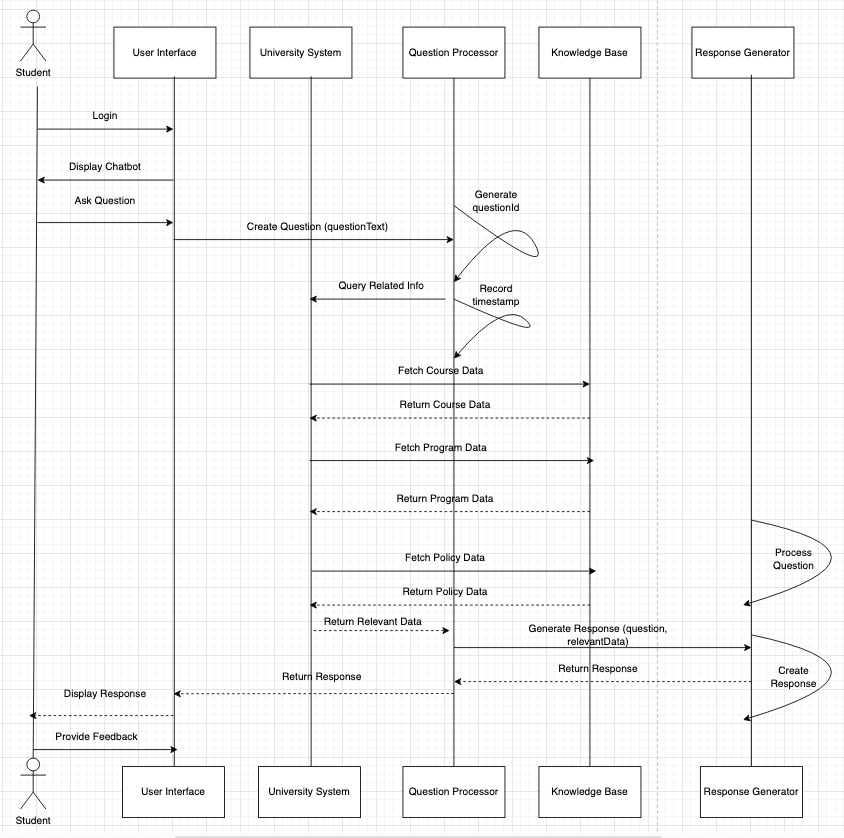 Student
User Interface
University System
Question Processor
Knowledge Base
Response Generator
Login
Display Chatbot
Ask Question
Generate
questionId
Create Question (questionText)
Query Related Info
Record
timestamp
Fetch Course Data
Return Course Data
Fetch Program Data
Return Program Data
Process
Question
Fetch Policy Data
Return Policy Data
Return Relevant Data
Generate Response (question,
relevantData)
Return Response
Create
Response
Return Response
Display Response
Provide Feedback
Student
User Interface
University System
Question Processor
Knowledge Base
Response Generator